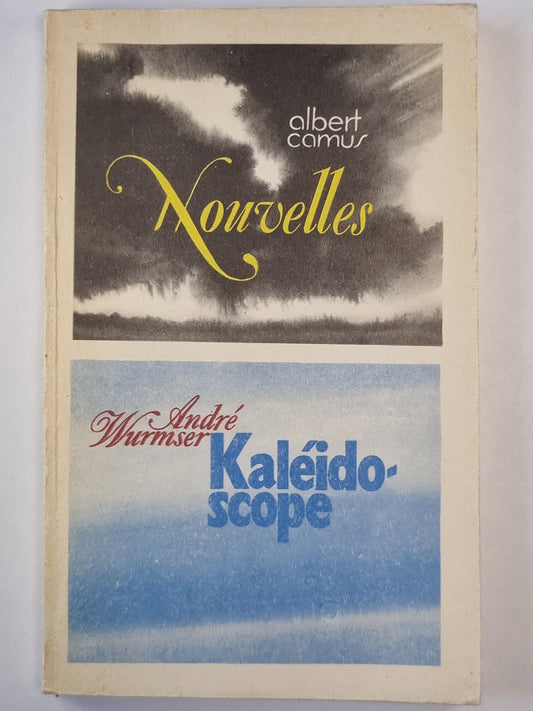 albert
camus
Nouvelles
André
Wurmser
Kaléido-
scope